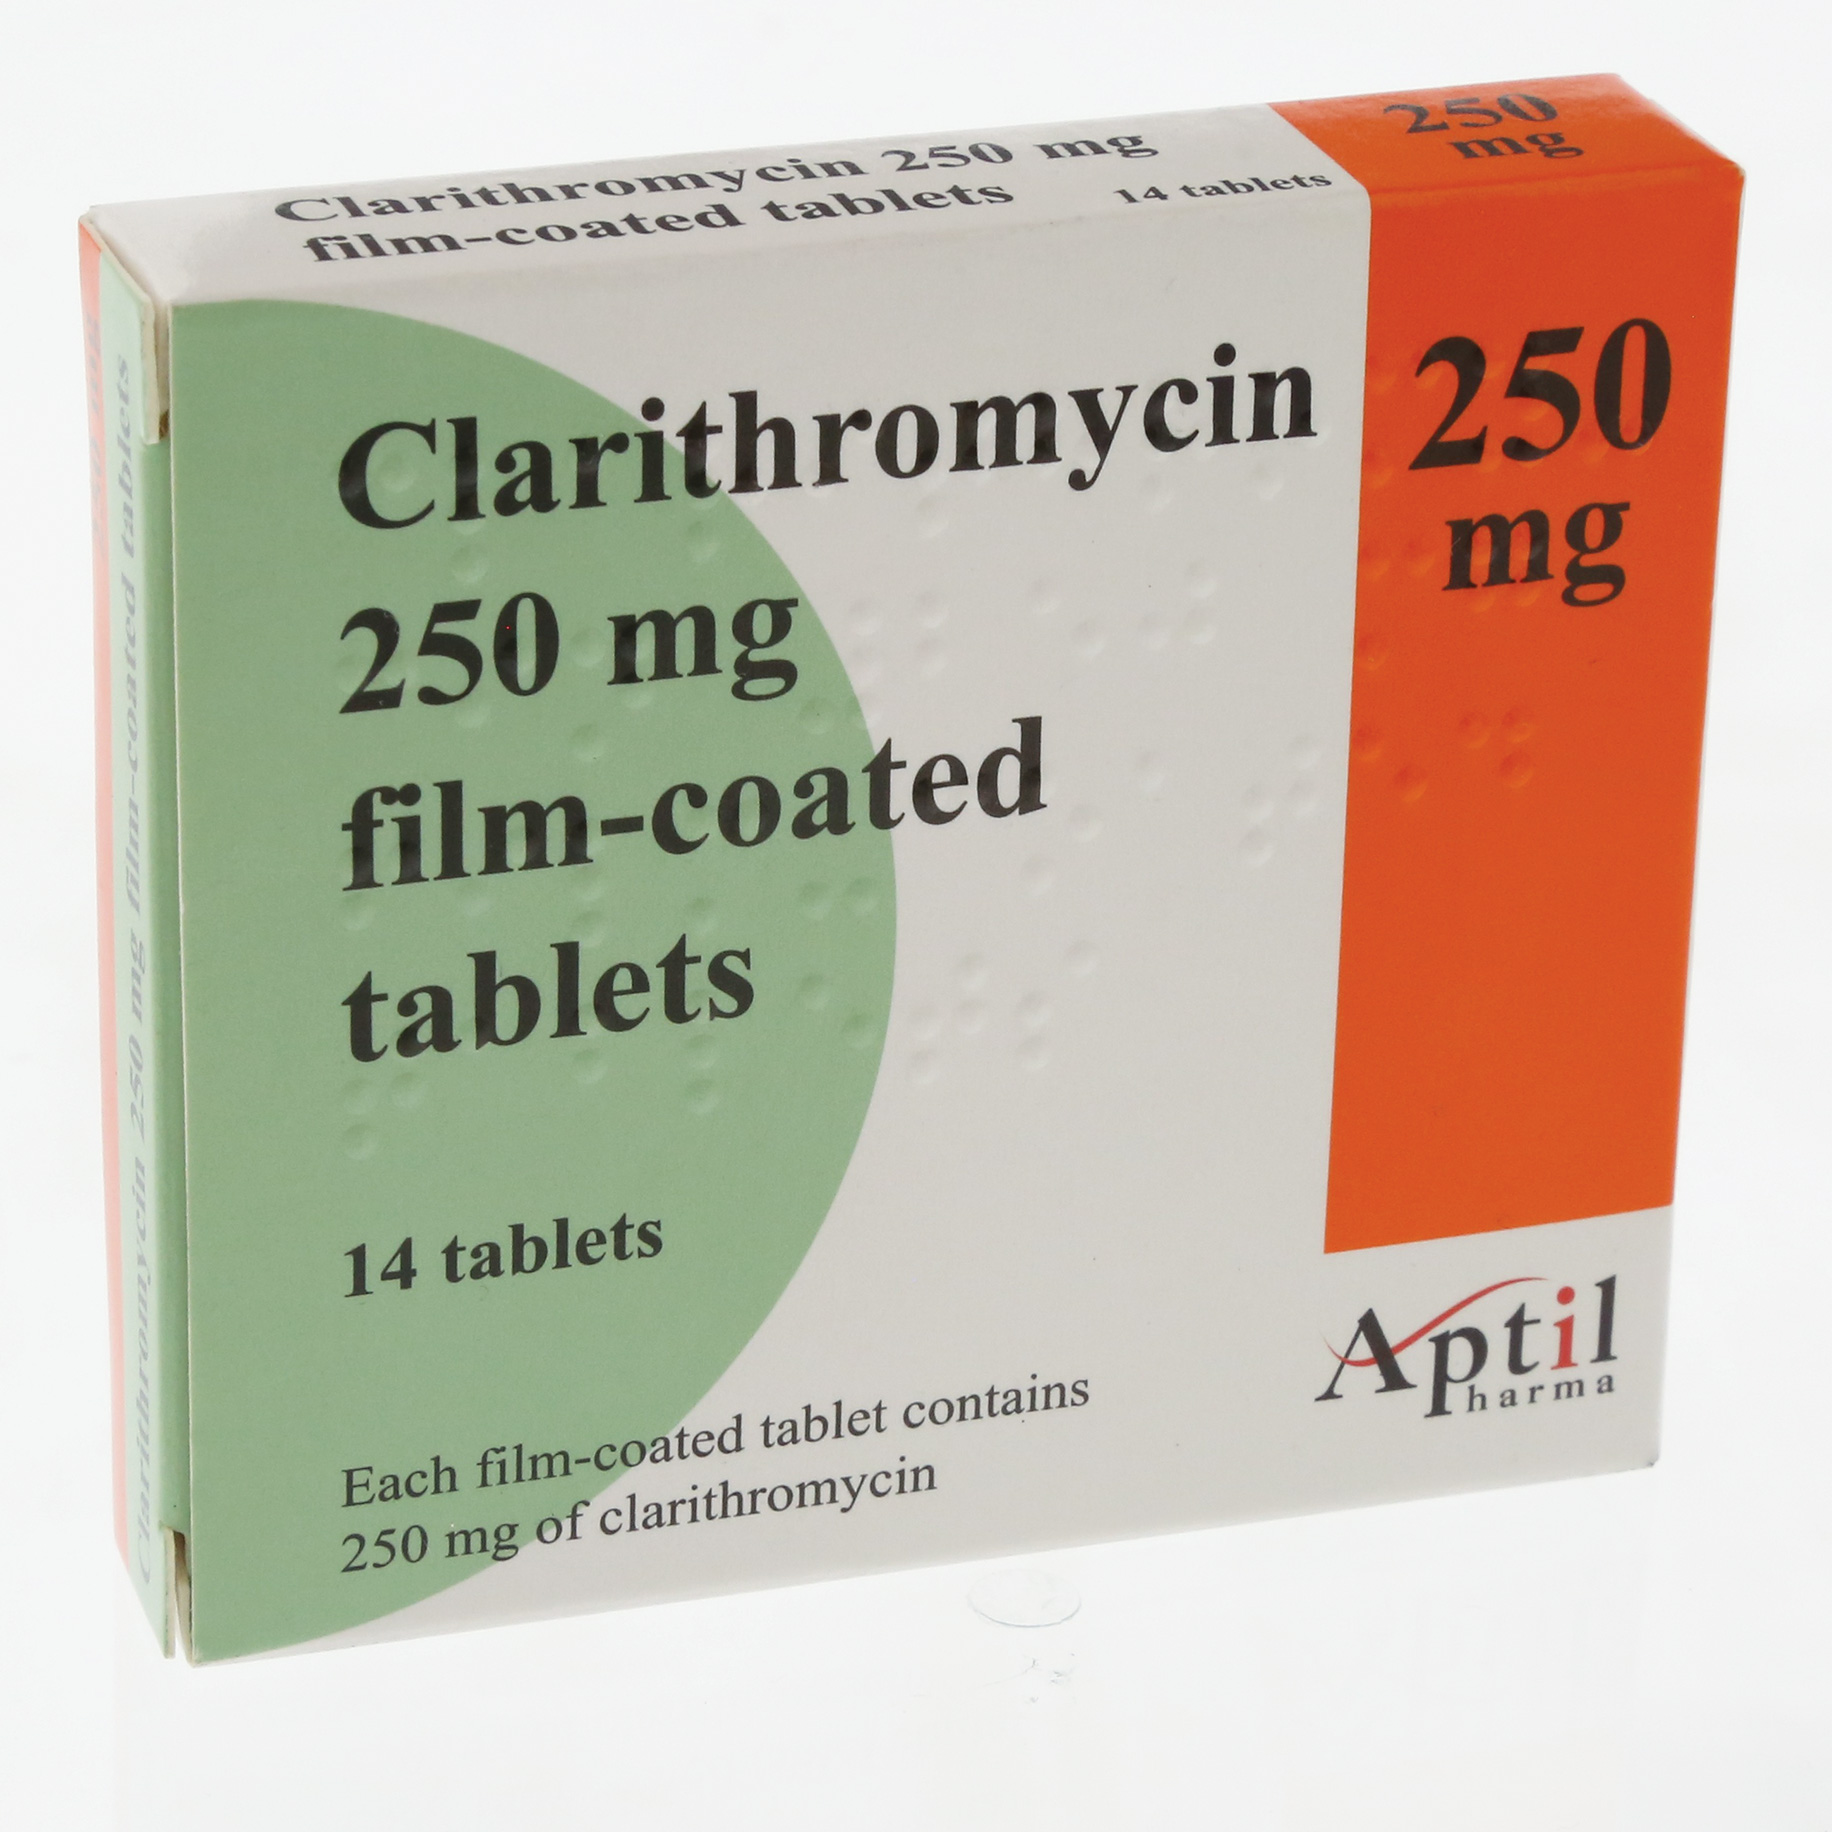 Clarithromycin 250 mg
film-coated tablets
14 tablets
250
mg
Clarithromycin
250 mg
film-coated
tablets
250
mg
14 tablets
Each film-coated tablet contains
250 mg of clarithromycin
Aptil
Pharma
Clarithromycin 250 mg film-coated tablets